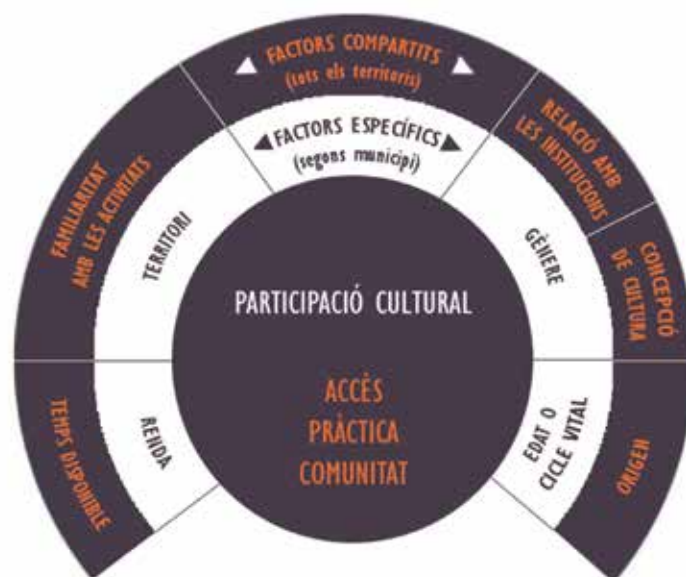 FACTORS COMPARTITS
(tots els territoris)
FACTORS ESPECÍFICS
(segons municipi)
FAMILIARITAT
AMB LES ACTIVITATS
TERRITORI
RELACIÓ AMB
LES INSTITUCIONS
GÈNERE
CONCEPCIÓ
DE CULTURA
PARTICIPACIÓ CULTURAL
ACCÈS
PRÀCTICA
COMUNITAT
TEMPS DISPONIBLE
RENDA
EDAT O
CICLE VITAL
ORIGEN